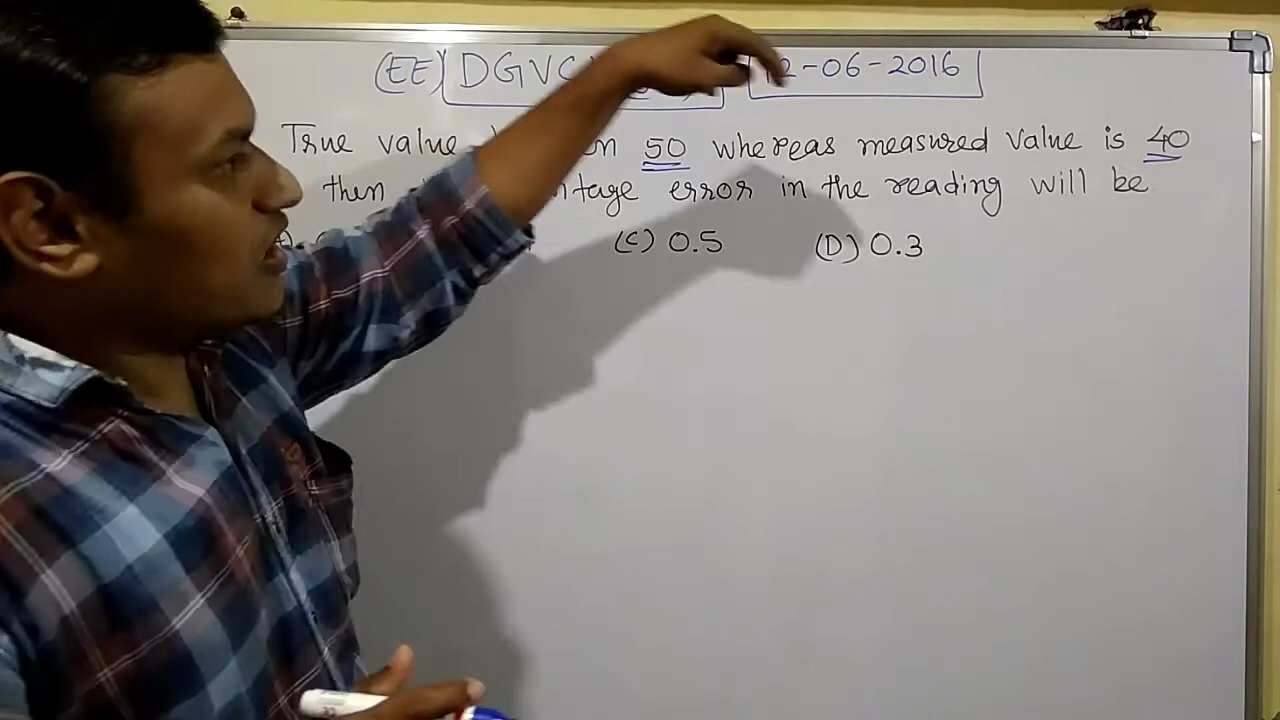 (EE) DGVC 12-06-2016
True value 50 whereas measured value is 40
then error in the reading will be
(C) 0.5 (D) 0.3